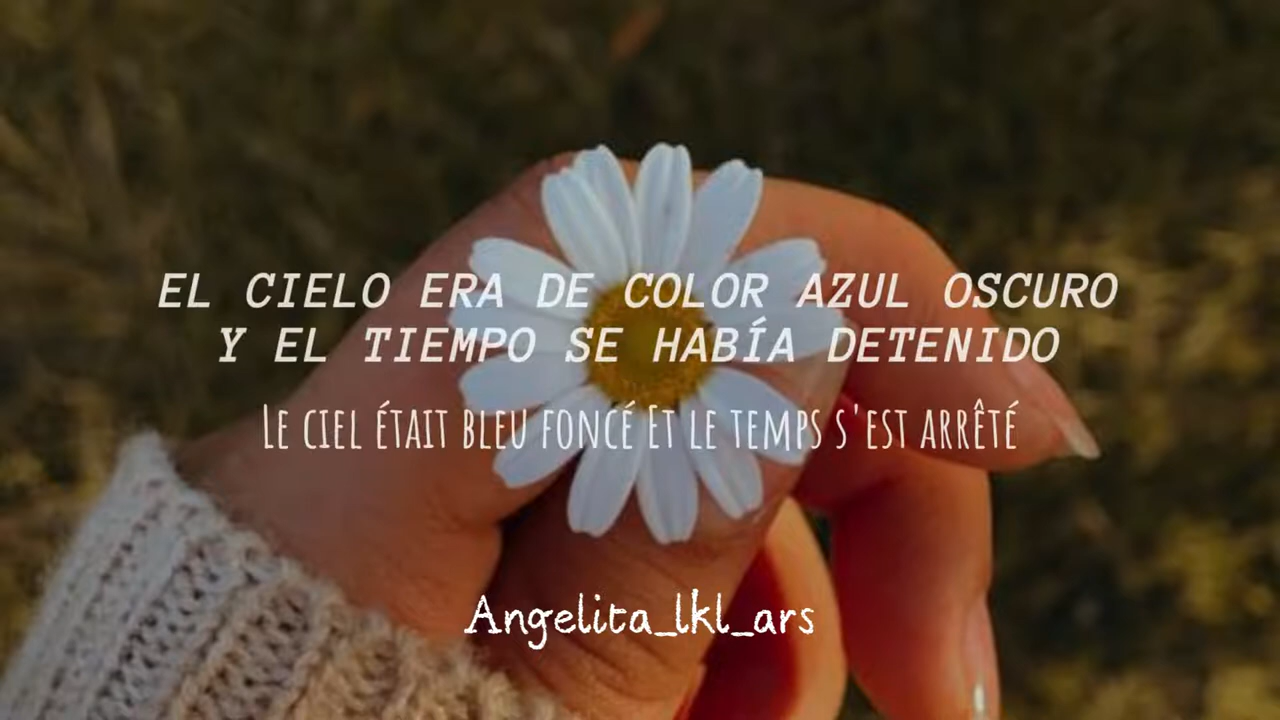 EL CIELO ERA DE COLOR AZUL OSCURO
Y EL TIEMPO SE HABÍA DETENIDO
Le ciel était bleu foncé Et le temps s'est arrêté
Angelita_lkl_ars